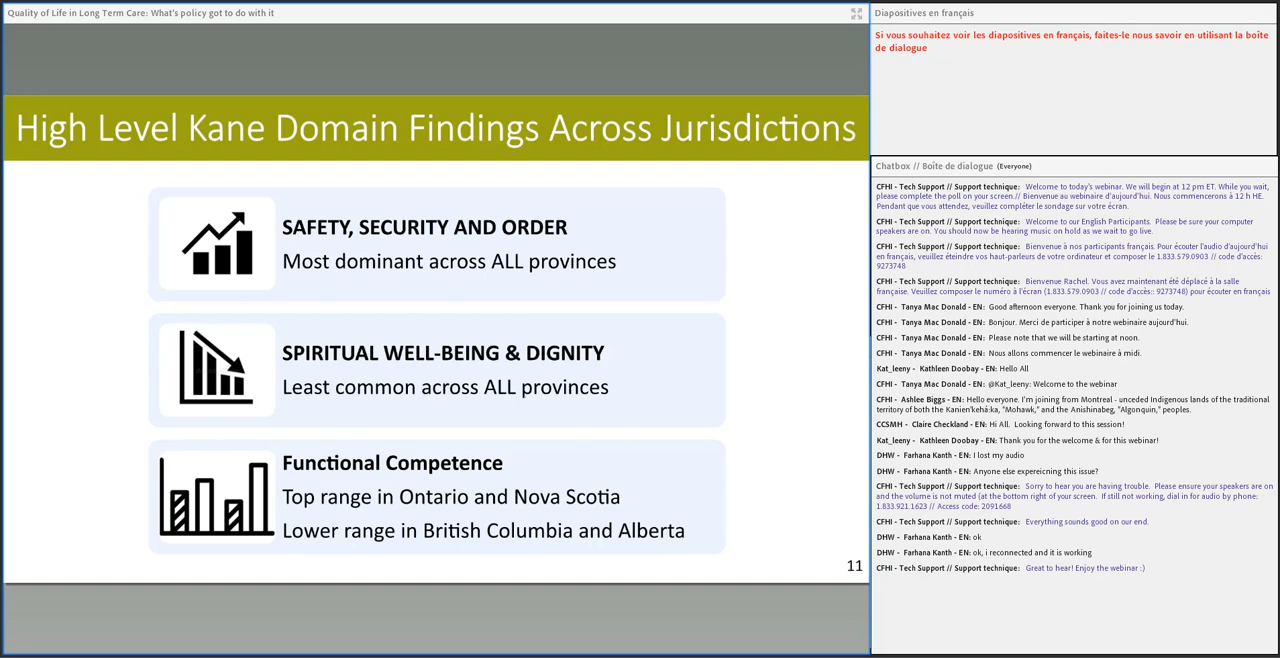 Quality of Life in Long Term Care: What's policy got to do with it
High Level Kane Domain Findings Across Jurisdictions
SAFETY, SECURITY AND ORDER
Most dominant across ALL provinces
SPIRITUAL WELL-BEING & DIGNITY
Least common across ALL provinces
Functional Competence
Top range in Ontario and Nova Scotia
Lower range in British Columbia and Alberta
11
Diapositives en français
Si vous souhaitez voir les diapositives en français, faites-le nous savoir en utilisant la boîte
de dialogue
Chatbox // Boîte de dialogue (Everyone)
CFHI - Tech Support // Support technique: Welcome to today's webinar. We will begin at 12 pm ET. While you wait,
please complete the poll on your screen.// Bienvenue au webinaire d'aujourd'hui. Nous commencerons à 12 h HE.
Pendant que vous attendez, veuillez compléter le sondage sur votre écran.
CFHI - Tech Support // Support technique: Welcome to our English Participants. Please be sure your computer
speakers are on. You should now be hearing music on hold as we wait to go live.
CFHI - Tech Support // Support technique: Bienvenue à nos participants français. Pour écouter l'audio d'aujourd'hui
en français, veuillez éteindre vos haut-parleurs de votre ordinateur et composer le 1.833.579.0903 // code d'accès:
9273748
CFHI - Tech Support // Support technique: Bienvenue Rachel. Vous avez maintenant été déplacé à la salle
française. Veuillez composer le numéro à l'écran (1.833.579.0903 // code d'accès:: 9273748) pour écouter en français
CFHI - Tanya Mac Donald - EN: Good afternoon everyone. Thank you for joining us today.
CFHI - Tanya Mac Donald - EN: Bonjour. Merci de participer à notre webinaire aujourd'hui.
CFHI - Tanya Mac Donald - EN: Please note that we will be starting at noon.
CFHI - Tanya Mac Donald - EN: Nous allons commencer le webinaire à midi.
Kat_leeny - Kathleen Doobay - EN: Hello All
CFHI - Tanya Mac Donald - EN: @Kat_leeny: Welcome to the webinar
CFHI - Ashlee Biggs - EN: Hello everyone. I'm joining from Montreal - unceded Indigenous lands of the traditional
territory of both the Kanien'kehá:ka, "Mohawk," and the Anishinabeg, "Algonquin," peoples.
CCSMH - Claire Checkland - EN: Hi All. Looking forward to this session!
Kat_leeny - Kathleen Doobay - EN: Thank you for the welcome & for this webinar!
DHW - Farhana Kanth - EN: I lost my audio
DHW - Farhana Kanth - EN: Anyone else expereicning this issue?
CFHI - Tech Support // Support technique: Sorry to hear you are having trouble. Please ensure your speakers are on
and the volume is not muted (at the bottom right of your screen. If still not working, dial in for audio by phone:
1.833.921.1623 // Access code: 2091668
CFHI - Tech Support // Support technique: Everything sounds good on our end.
DHW - Farhana Kanth - EN: ok
DHW - Farhana Kanth - EN: ok, i reconnected and it is working
CFHI - Tech Support // Support technique: Great to hear! Enjoy the webinar :)